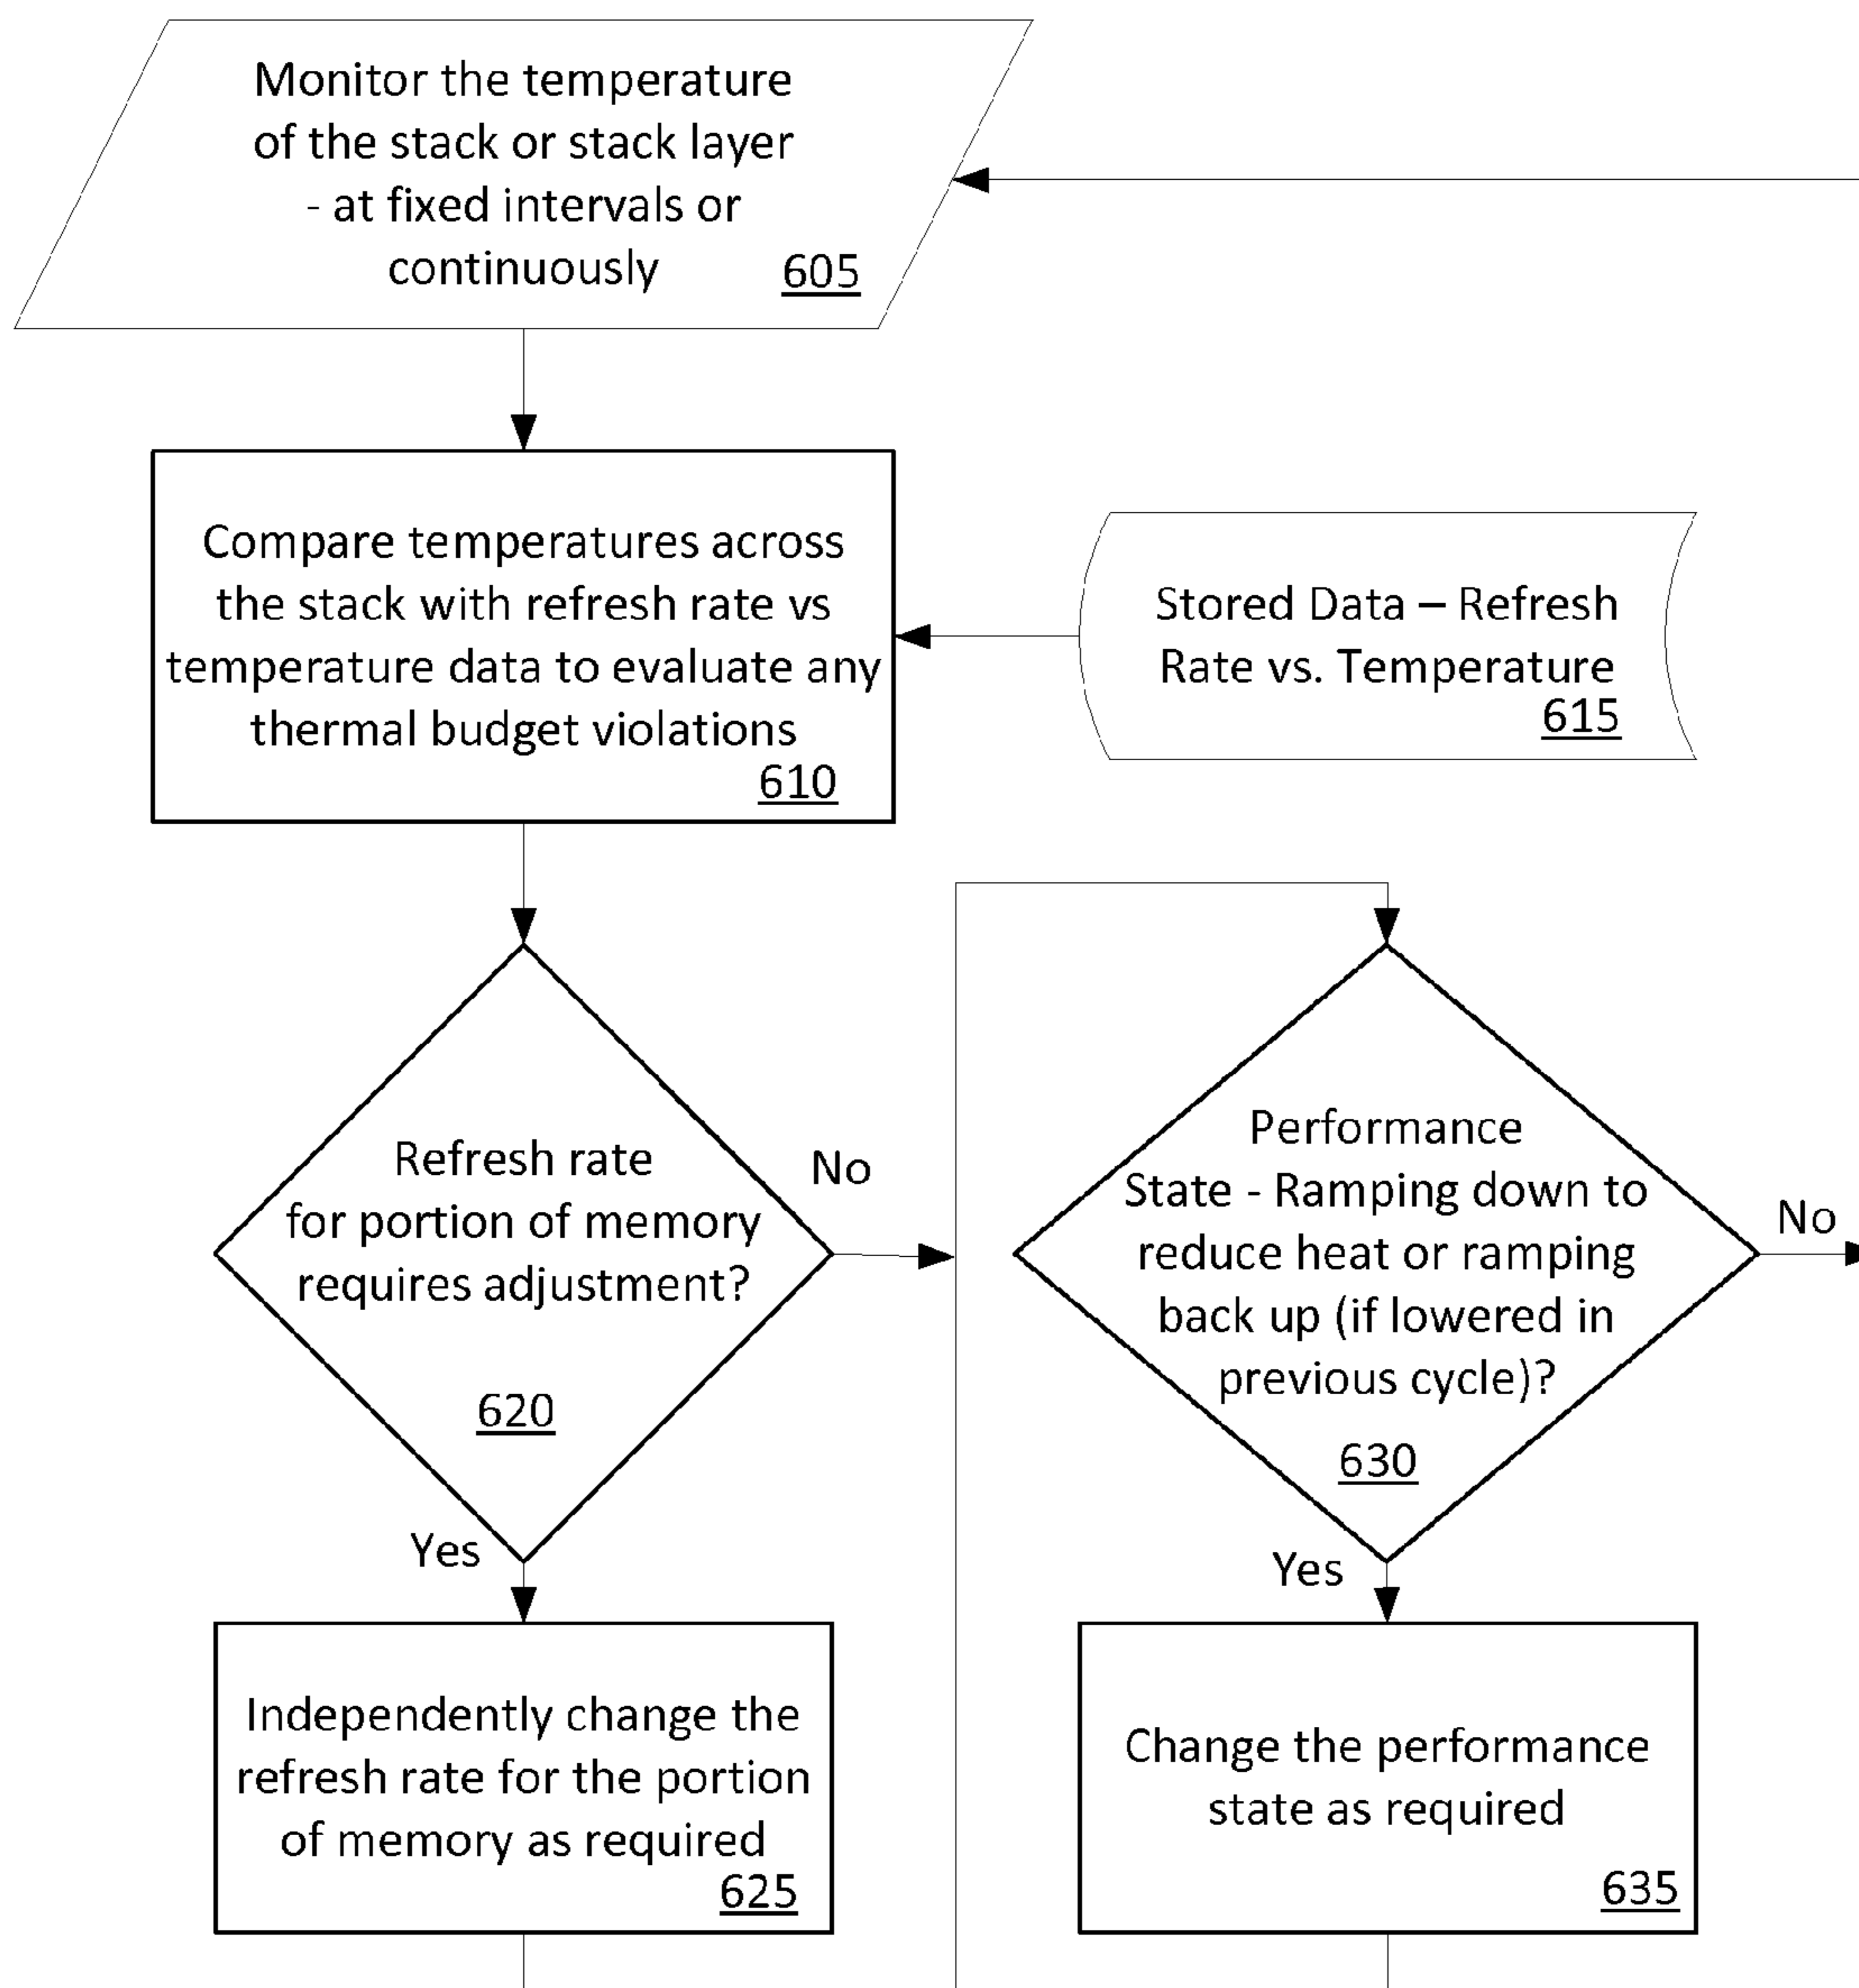 Monitor the temperature
of the stack or stack layer
- at fixed intervals or
continuously 605
Compare temperatures across
the stack with refresh rate vs
temperature data to evaluate any
thermal budget violations
610
Stored Data – Refresh
Rate vs. Temperature
615
Refresh rate
for portion of memory
requires adjustment?
620
No
Yes
Performance
State - Ramping down to
reduce heat or ramping
back up (if lowered in
previous cycle)?
630
No
Yes
Independently change the
refresh rate for the portion
of memory as required
625
Change the performance
state as required
635